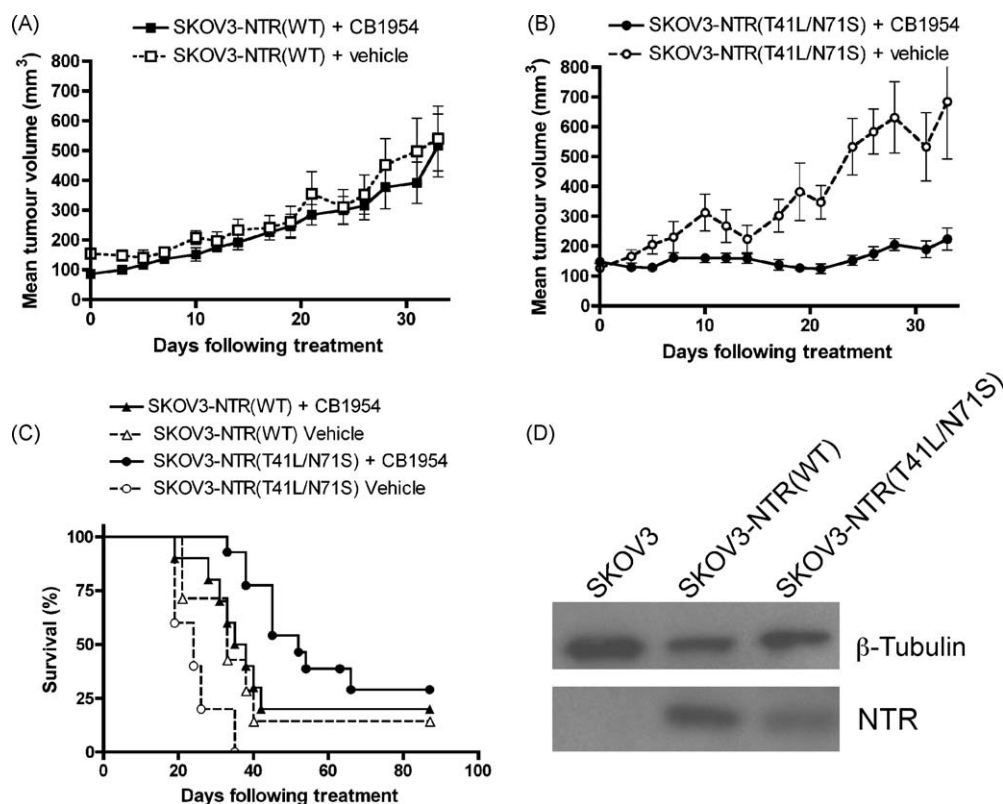 (A)
SKOV3-NTR(WT) + CB1954
SKOV3-NTR(WT) + vehicle
Mean tumour volume (mm³)
800
700
600
500
400
300
200
100
0
0 10 20 30
Days following treatment
(B)
SKOV3-NTR(T41L/N71S) + CB1954
SKOV3-NTR(T41L/N71S) + vehicle
Mean tumour volume (mm³)
800
700
600
500
400
300
200
100
0
0 10 20 30
Days following treatment
(C)
SKOV3-NTR(WT) + CB1954
SKOV3-NTR(WT) Vehicle
SKOV3-NTR(T41L/N71S) + CB1954
SKOV3-NTR(T41L/N71S) Vehicle
Survival (%)
100
75
50
25
0
0 20 40 60 80 100
Days following treatment
(D)
SKOV3
SKOV3-NTR(WT)
SKOV3-NTR(T41L/N71S)
β-Tubulin
NTR